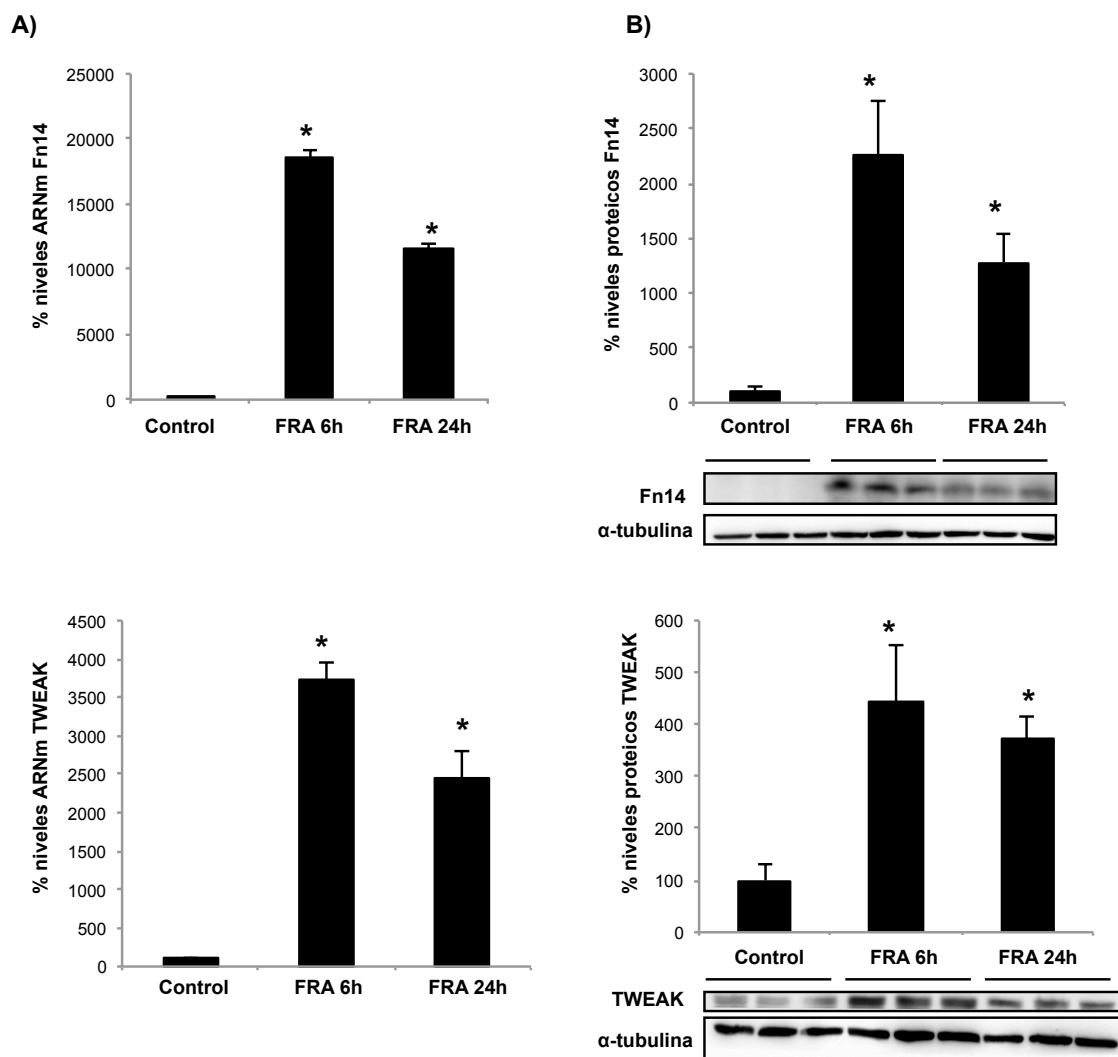 A)
% niveles ARNm Fn14
25000
20000
15000
10000
5000
0
*
*
Control FRA 6h FRA 24h
B)
% niveles proteicos Fn14
3000
2500
2000
1500
1000
500
0
*
*
Control FRA 6h FRA 24h
Fn14
α-tubulina
% niveles ARNm TWEAK
4500
4000
3500
3000
2500
2000
1500
1000
500
0
*
*
Control FRA 6h FRA 24h
% niveles proteicos TWEAK
600
500
400
300
200
100
0
*
*
Control FRA 6h FRA 24h
TWEAK
α-tubulina